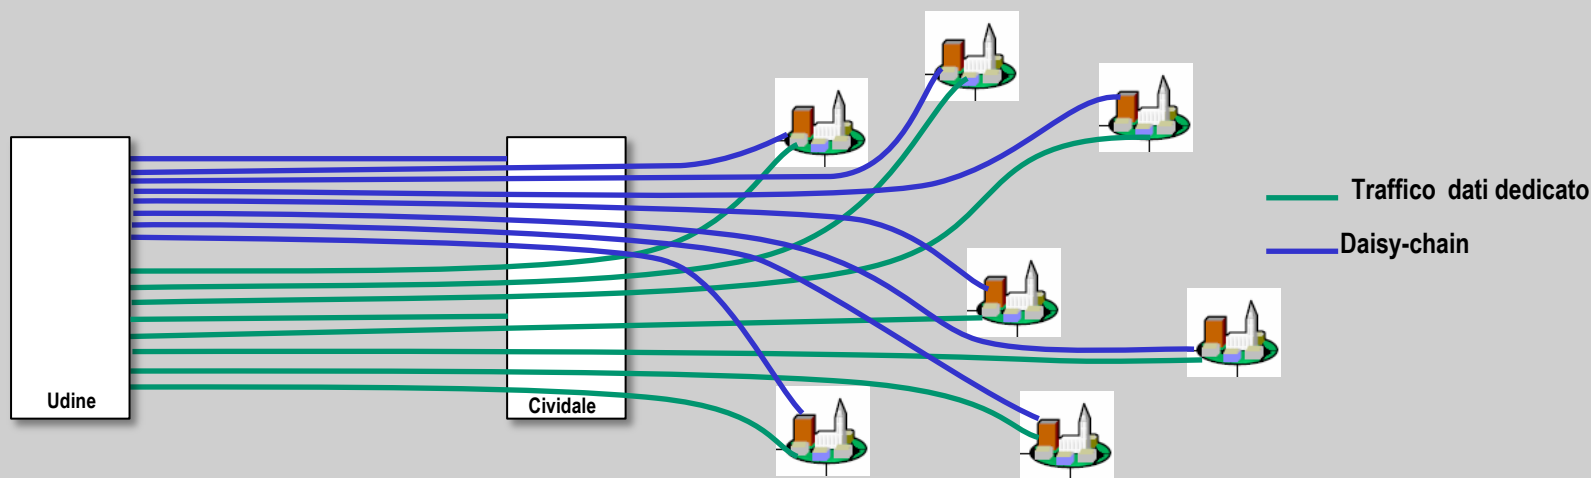 Traffico dati dedicato
Daisy-chain
Udine
Cividale